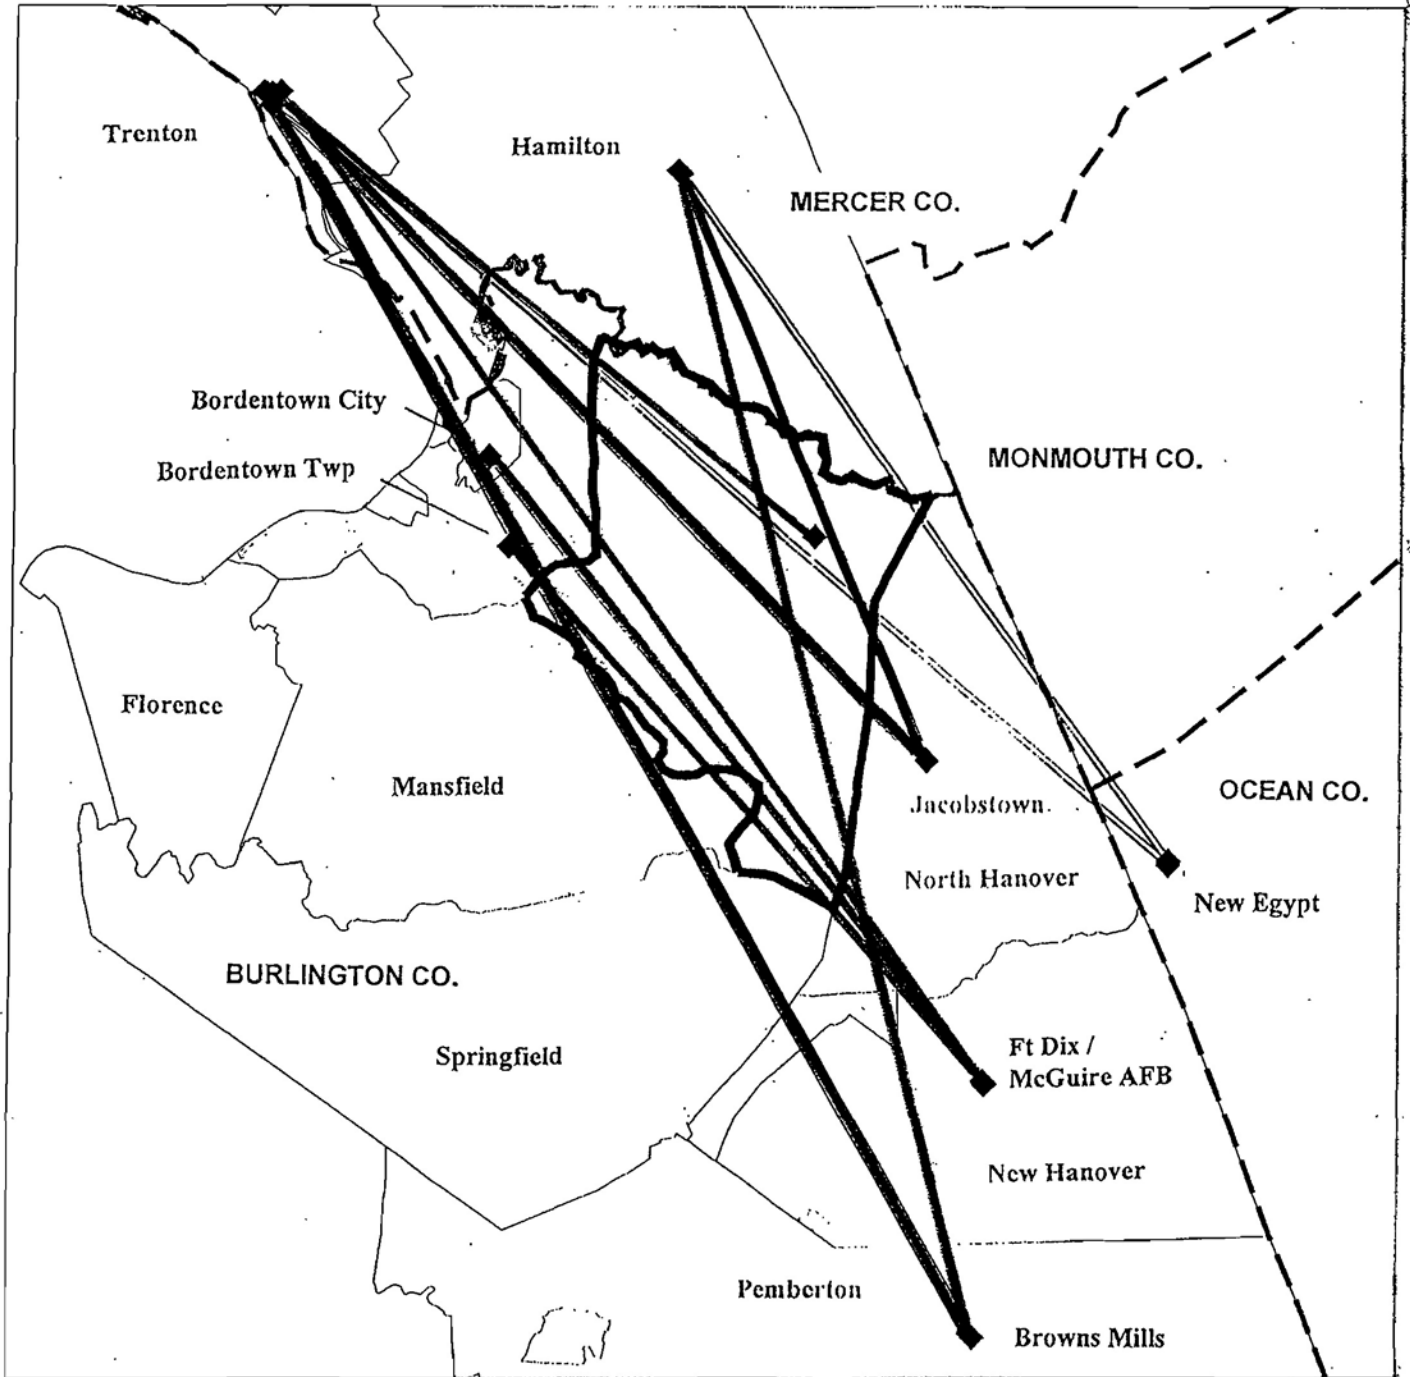 Trenton
Hamilton
MERCER CO.
Bordentown City
MONMOUTH CO.
Bordentown Twp
Florence
Mansfield
OCEAN CO.
Jacobstown
North Hanover
New Egypt
BURLINGTON CO.
Springfield
Ft Dix /
McGuire AFB
New Hanover
Pemberton
Browns Mills